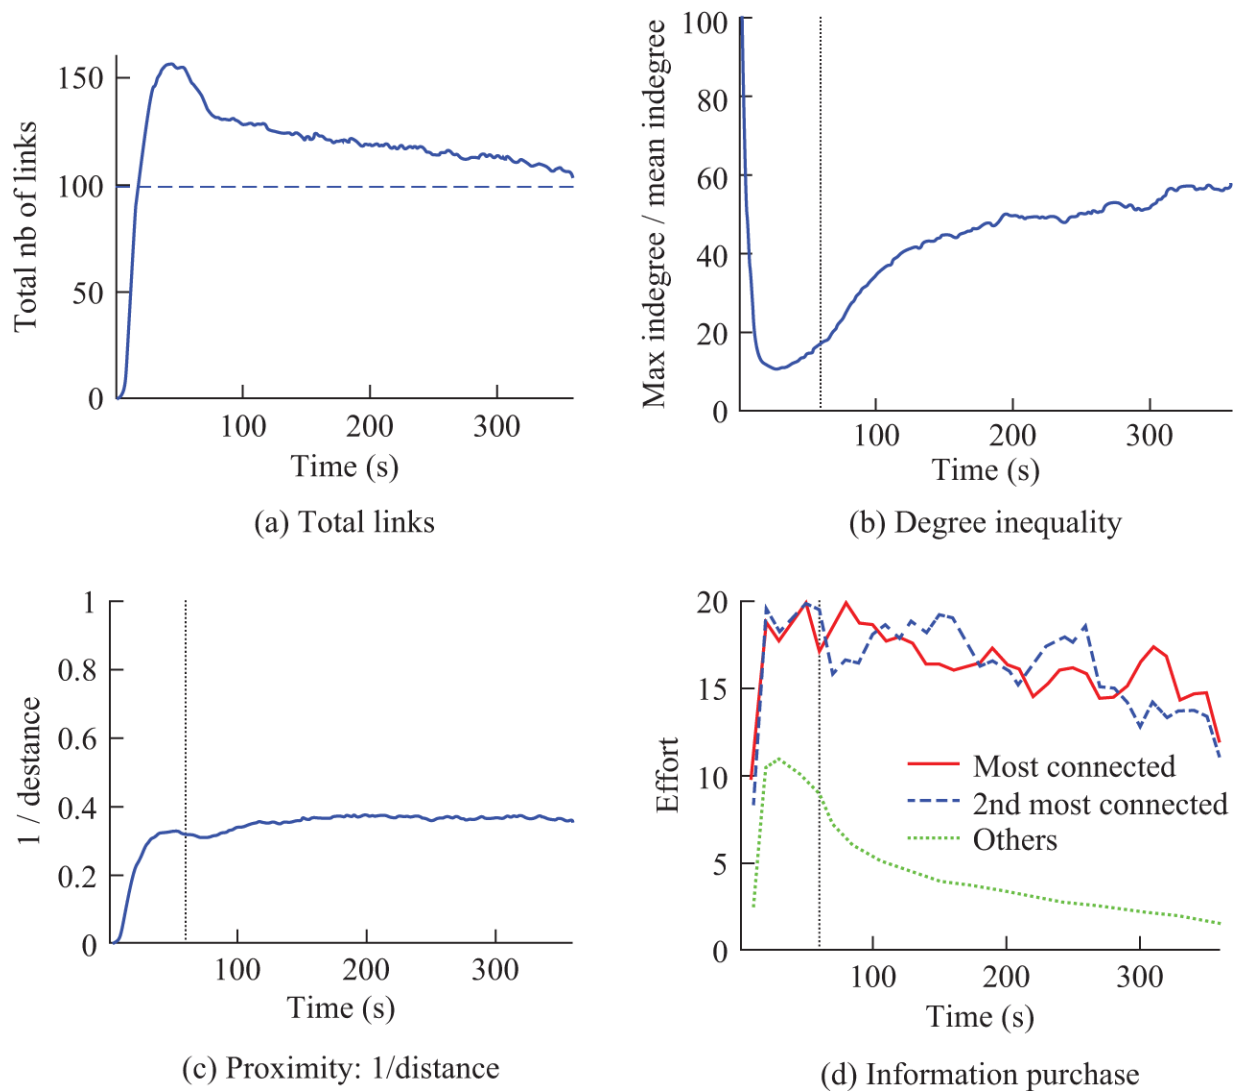 Total nb of links
150
100
50
0
100 200 300
Time (s)
(a) Total links
Max indegree / mean indegree
100
80
60
40
20
0
100 200 300
Time (s)
(b) Degree inequality
1 / destance
1
0.8
0.6
0.4
0.2
0
100 200 300
Time (s)
(c) Proximity: 1/distance
Effort
20
15
10
5
0
Most connected
2nd most connected
Others
100 200 300
Time (s)
(d) Information purchase